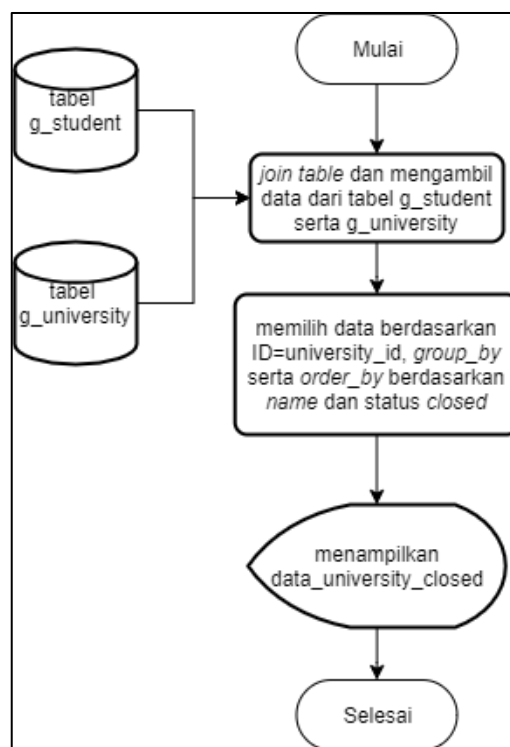 Mulai
tabel
g_student
join table dan mengambil
data dari tabel g_student
serta g_university
tabel
g_university
memilih data berdasarkan
ID=university_id, group_by
serta order_by berdasarkan
name dan status closed
menampilkan
data_university_closed
Selesai